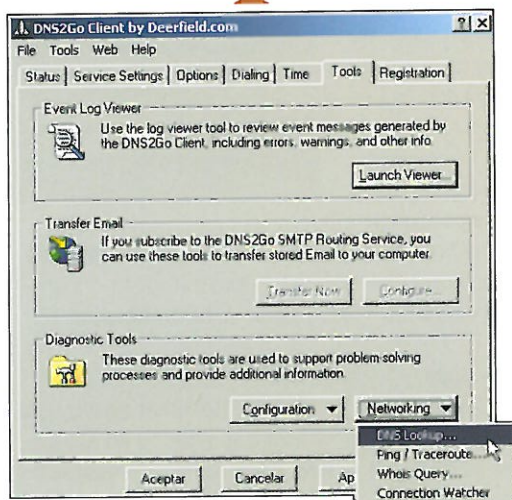 DNS2Go Client by Deerfield.com
File Tools Web Help
Status Service Settings Options Dialing Time Tools Registration
Event Log Viewer
Use the log viewer tool to review event messages generated by
the DNS2Go Client, including errors, warnings, and other info.
Launch Viewer...
Transfer Email
If you subscribe to the DNS2Go SMTP Routing Service, you
can use these tools to transfer stored Email to your computer.
Transfer Now Configure...
Diagnostic Tools
These diagnostic tools are used to support problem solving
processes and provide additional information.
Configuration Networking
DNS Lookup...
Ping / Traceroute...
Whois Query...
Connection Watcher
Aceptar Cancelar Ap